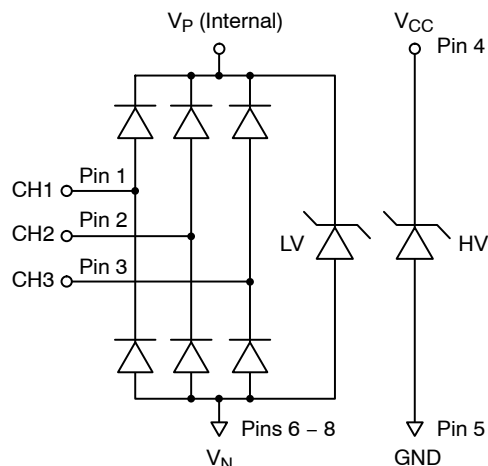 V_P (Internal)
V_CC
Pin 4
Pin 1
CH1
Pin 2
CH2
Pin 3
CH3
LV
HV
Pins 6 – 8
Pin 5
V_N
GND